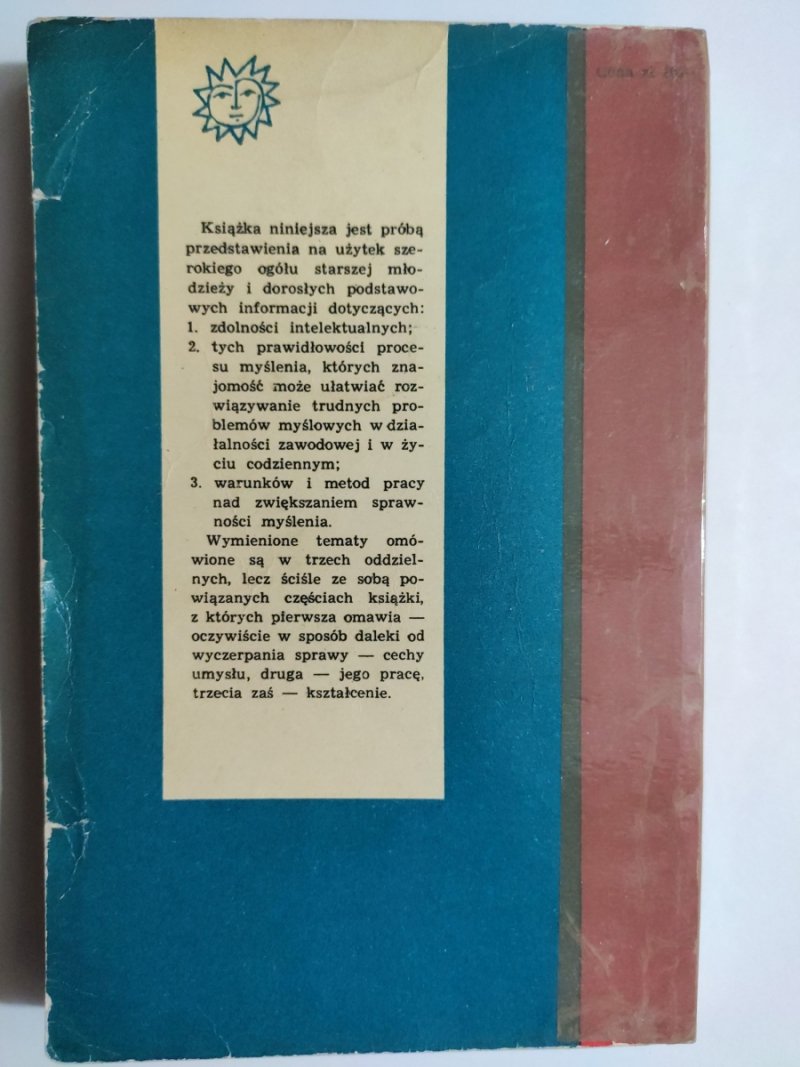 Cena zł
Książka niniejsza jest próbą
przedstawienia na użytek sze-
rokiego ogółu starszej mło-
dzieży i dorosłych podstawo-
wych informacji dotyczących:
1. zdolności intelektualnych;
2. tych prawidłowości proce-
su myślenia, których zna-
jomość może ułatwiać roz-
wiązywanie trudnych pro-
blemów myślowych w dzia-
łalności zawodowej i w ży-
ciu codziennym;
3. warunków i metod pracy
nad zwiększaniem spraw-
ności myślenia.
Wymienione tematy omó-
wione są w trzech oddziel-
nych, lecz ściśle ze sobą po-
wiązanych częściach książki,
z których pierwsza omawia —
oczywiście w sposób daleki od
wyczerpania sprawy — cechy
umysłu, druga — jego pracę,
trzecia zaś — kształcenie.